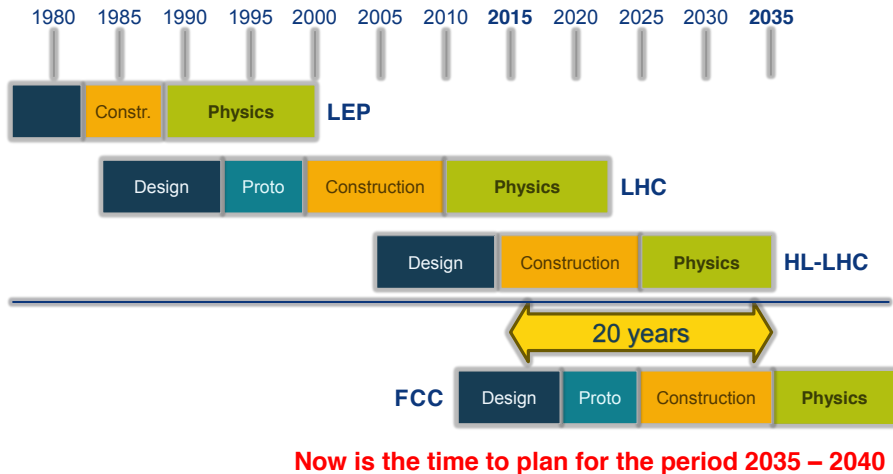 1980 1985 1990 1995 2000 2005 2010 2015 2020 2025 2030 2035
Constr. Physics LEP
Design Proto Construction Physics LHC
Design Construction Physics HL-LHC
20 years
FCC Design Proto Construction Physics
Now is the time to plan for the period 2035 – 2040